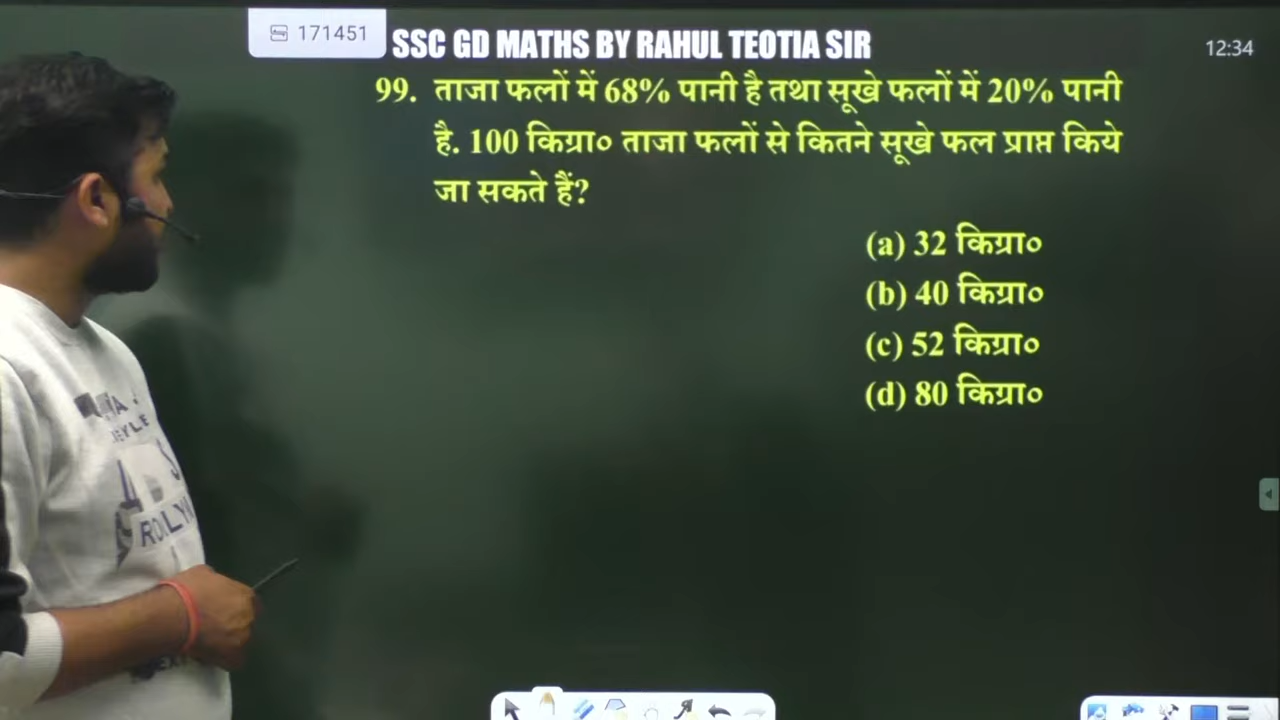 171451
SSC GD MATHS BY RAHUL TEOTIA SIR
12:34
99. ताजा फलों में 68% पानी है तथा सूखे फलों में 20% पानी
है. 100 किग्रा० ताजा फलों से कितने सूखे फल प्राप्त किये
जा सकते हैं?
(a) 32 किग्रा०
(b) 40 किग्रा०
(c) 52 किग्रा०
(d) 80 किग्रा०